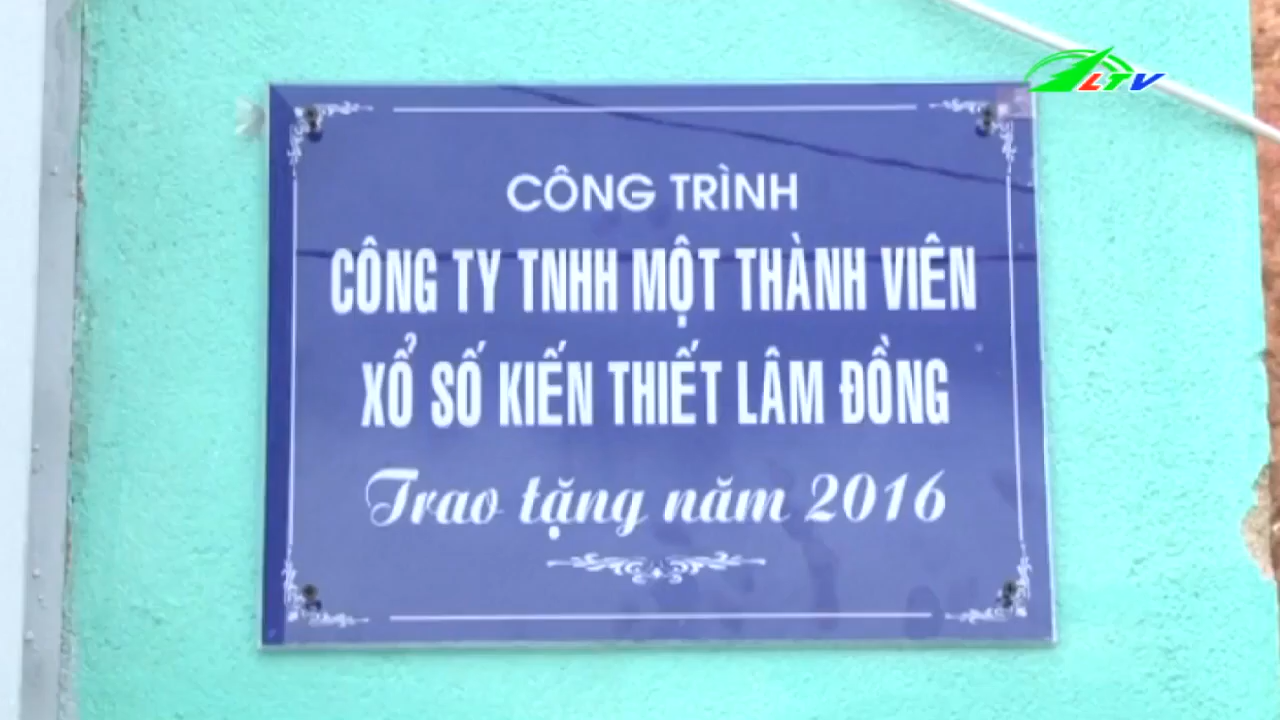 LTV
CÔNG TRÌNH
CÔNG TY TNHH MỘT THÀNH VIÊN
XỔ SỐ KIẾN THIẾT LÂM ĐỒNG
Trao tặng năm 2016